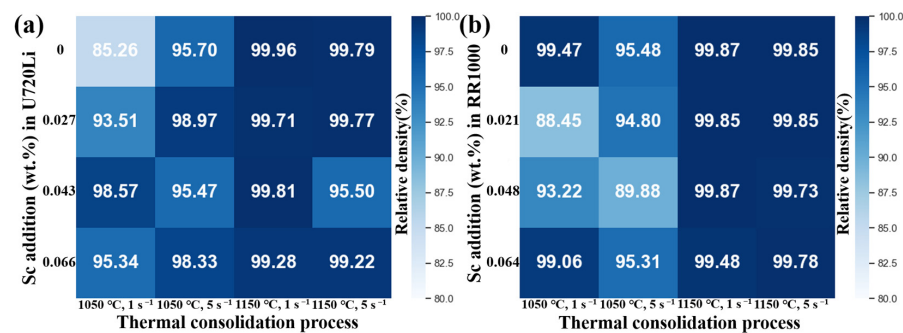 (a)
Sc addition (wt.%) in U720Li
0
85.26 95.70 99.96 99.79
0.027
93.51 98.97 99.71 99.77
0.043
98.57 95.47 99.81 95.50
0.066
95.34 98.33 99.28 99.22
1050 °C, 1 s⁻¹ 1050 °C, 5 s⁻¹ 1150 °C, 1 s⁻¹ 1150 °C, 5 s⁻¹
Thermal consolidation process
100.0
97.5
95.0
92.5
90.0
87.5
85.0
82.5
80.0
Relative density(%)
(b)
Sc addition (wt.%) in RR1000
0
99.47 95.48 99.87 99.85
0.021
88.45 94.80 99.85 99.85
0.048
93.22 89.88 99.87 99.73
0.064
99.06 95.31 99.48 99.78
1050 °C, 1 s⁻¹ 1050 °C, 5 s⁻¹ 1150 °C, 1 s⁻¹ 1150 °C, 5 s⁻¹
Thermal consolidation process
100.0
97.5
95.0
92.5
90.0
87.5
85.0
82.5
80.0
Relative density(%)